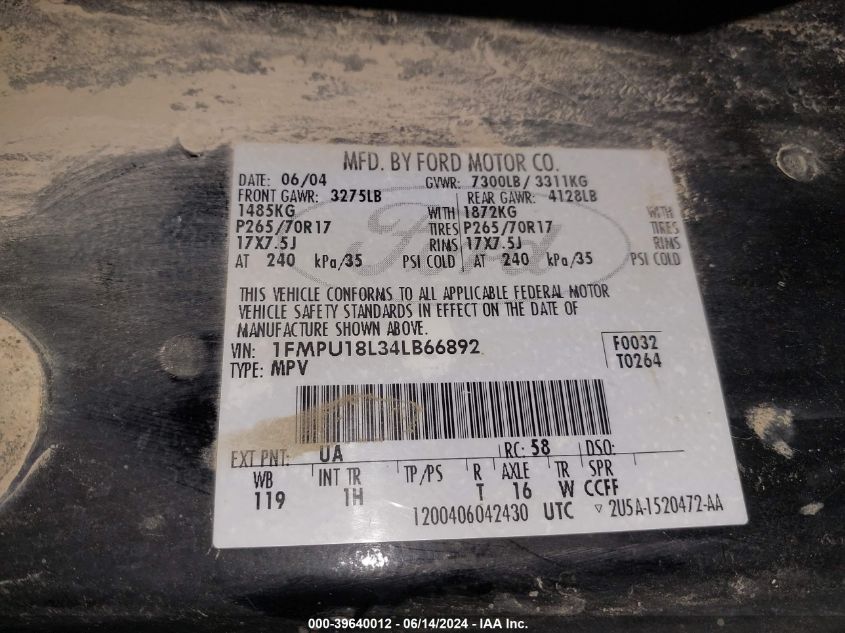 MFD. BY FORD MOTOR CO.
DATE: 06/04 GVWR: 7300LB / 3311KG
FRONT GAWR: 3275LB REAR GAWR: 4128LB
1485KG WITH 1872KG WITH
P265/70R17 TIRES P265/70R17 TIRES
17X7.5J RIMS 17X7.5J RIMS
AT 240 kPa/35 PSI COLD AT 240 kPa/35 PSI COLD
Ford
THIS VEHICLE CONFORMS TO ALL APPLICABLE FEDERAL MOTOR
VEHICLE SAFETY STANDARDS IN EFFECT ON THE DATE OF
MANUFACTURE SHOWN ABOVE.
VIN: 1FMPU18L34LB66892 F0032
TYPE: MPV T0264
EXT PNT: UA RC: 58 DSO:
WB INT TR TP/PS R AXLE TR SPR
119 1H T 16 W CCFF
1200406042430 UTC ▽ 2U5A-1520472-AA
000-39640012 - 06/14/2024 - IAA Inc.